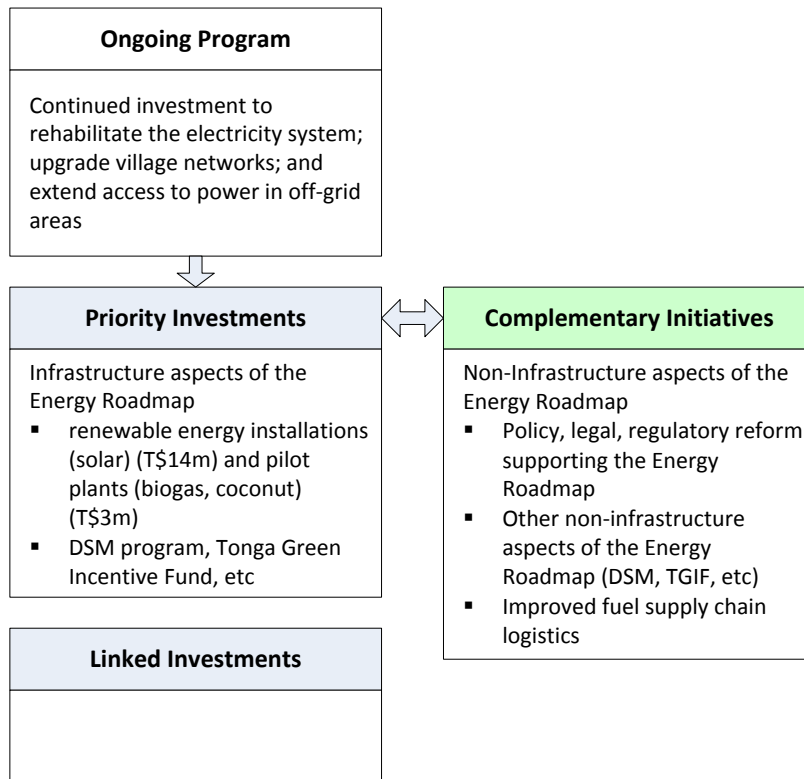 Ongoing Program
Continued investment to
rehabilitate the electricity system;
upgrade village networks; and
extend access to power in off-grid
areas
Priority Investments
Infrastructure aspects of the
Energy Roadmap
▪ renewable energy installations
(solar) (T$14m) and pilot
plants (biogas, coconut)
(T$3m)
▪ DSM program, Tonga Green
Incentive Fund, etc
Complementary Initiatives
Non-Infrastructure aspects of the
Energy Roadmap
▪ Policy, legal, regulatory reform
supporting the Energy
Roadmap
▪ Other non-infrastructure
aspects of the Energy
Roadmap (DSM, TGIF, etc)
▪ Improved fuel supply chain
logistics
Linked Investments